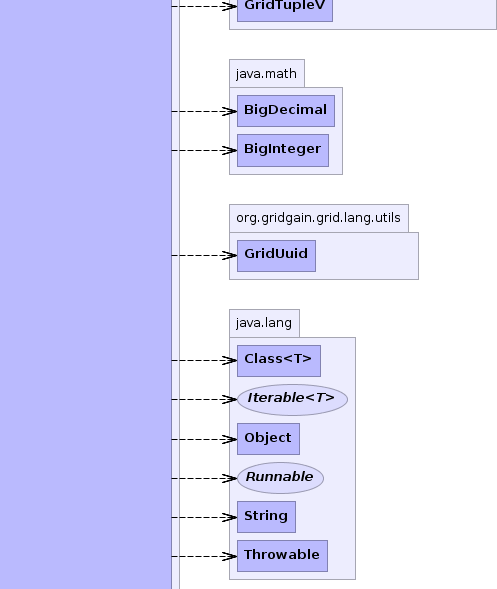 GridTupleV
java.math
BigDecimal
BigInteger
org.gridgain.grid.lang.utils
GridUuid
java.lang
Class<T>
Iterable<T>
Object
Runnable
String
Throwable